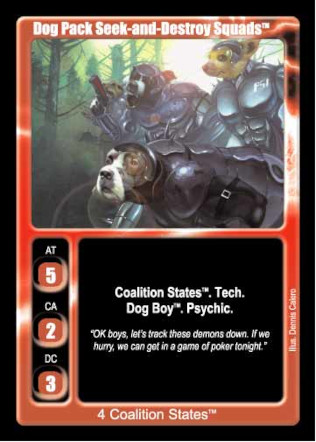 Dog Pack Seek-and-Destroy Squads™
AT
5
CA
2
DC
3
Coalition States™. Tech.
Dog Boy™. Psychic.
"OK boys, let's track these demons down. If we
hurry, we can get in a game of poker tonight."
Illus. Dennis Calero
4 Coalition States™